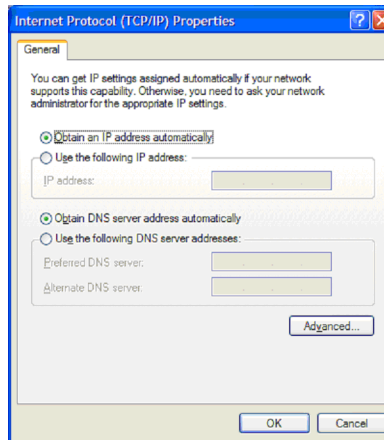 Internet Protocol (TCP/IP) Properties
General
You can get IP settings assigned automatically if your network
supports this capability. Otherwise, you need to ask your network
administrator for the appropriate IP settings.
Obtain an IP address automatically
Use the following IP address:
IP address:
Obtain DNS server address automatically
Use the following DNS server addresses:
Preferred DNS server:
Alternate DNS server:
Advanced...
OK Cancel